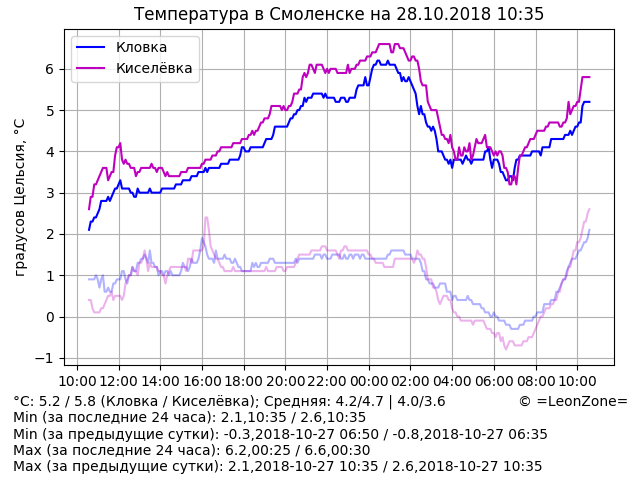 Температура в Смоленске на 28.10.2018 10:35
Кловка
Киселёвка
градусов Цельсия, °C
6
5
4
3
2
1
0
−1
10:00 12:00 14:00 16:00 18:00 20:00 22:00 00:00 02:00 04:00 06:00 08:00 10:00
°C: 5.2 / 5.8 (Кловка / Киселёвка); Средняя: 4.2/4.7 | 4.0/3.6 © =LeonZone=
Min (за последние 24 часа): 2.1,10:35 / 2.6,10:35
Min (за предыдущие сутки): -0.3,2018-10-27 06:50 / -0.8,2018-10-27 06:35
Max (за последние 24 часа): 6.2,00:25 / 6.6,00:30
Max (за предыдущие сутки): 2.1,2018-10-27 10:35 / 2.6,2018-10-27 10:35